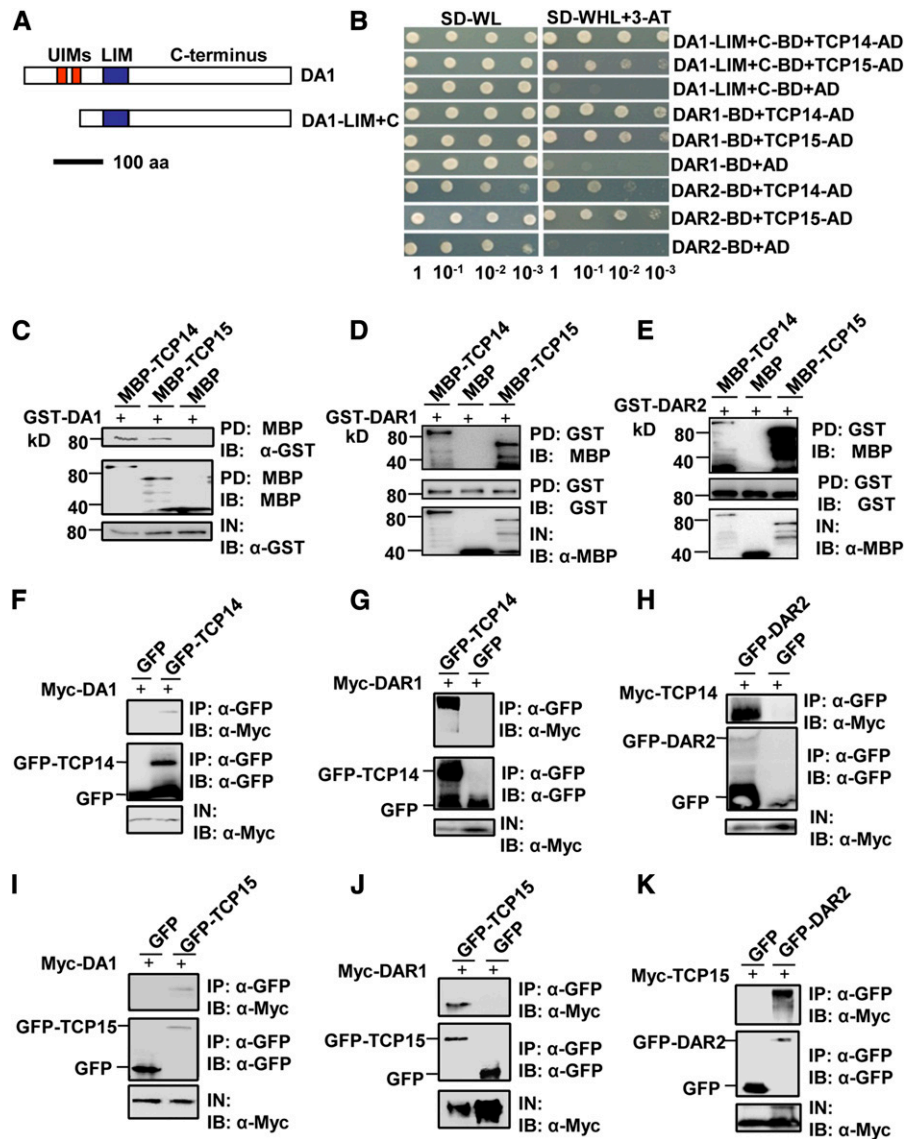 A
UIMs LIM C-terminus
DA1
DA1-LIM+C
100 aa
B
SD-WL SD-WHL+3-AT
DA1-LIM+C-BD+TCP14-AD
DA1-LIM+C-BD+TCP15-AD
DA1-LIM+C-BD+AD
DAR1-BD+TCP14-AD
DAR1-BD+TCP15-AD
DAR1-BD+AD
DAR2-BD+TCP14-AD
DAR2-BD+TCP15-AD
DAR2-BD+AD
1 10-1 10-2 10-3 1 10-1 10-2 10-3
C
MBP-TCP14
MBP-TCP15
MBP
GST-DA1 + + +
kD
80
PD: MBP
IB: α-GST
80
40
PD: MBP
IB: MBP
80
IN:
IB: α-GST
D
MBP-TCP14
MBP
MBP-TCP15
GST-DAR1 + + +
kD
80
40
PD: GST
IB: MBP
80
PD: GST
IB: GST
40
IN:
IB: α-MBP
E
MBP-TCP14
MBP
MBP-TCP15
GST-DAR2 + + +
kD
80
40
PD: GST
IB: MBP
80
PD: GST
IB: GST
80
40
IN:
IB: α-MBP
F
GFP
GFP-TCP14
Myc-DA1 + +
IP: α-GFP
IB: α-Myc
GFP-TCP14
GFP
IP: α-GFP
IB: α-GFP
IN:
IB: α-Myc
G
GFP-TCP14
GFP
Myc-DAR1 + +
IP: α-GFP
IB: α-Myc
GFP-TCP14
GFP
IP: α-GFP
IB: α-GFP
IN:
IB: α-Myc
H
GFP-DAR2
GFP
Myc-TCP14 + +
IP: α-GFP
IB: α-Myc
GFP-DAR2
GFP
IP: α-GFP
IB: α-GFP
IN:
IB: α-Myc
I
GFP
GFP-TCP15
Myc-DA1 + +
IP: α-GFP
IB: α-Myc
GFP-TCP15
GFP
IP: α-GFP
IB: α-GFP
IN:
IB: α-Myc
J
GFP-TCP15
GFP
Myc-DAR1 + +
IP: α-GFP
IB: α-Myc
GFP-TCP15
GFP
IP: α-GFP
IB: α-GFP
IN:
IB: α-Myc
K
GFP
GFP-DAR2
Myc-TCP15 + +
IP: α-GFP
IB: α-Myc
GFP-DAR2
GFP
IP: α-GFP
IB: α-GFP
IN:
IB: α-Myc